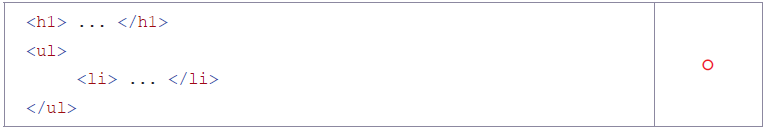 <h1> ... </h1>
<ul>
<li> ... </li>
</ul>